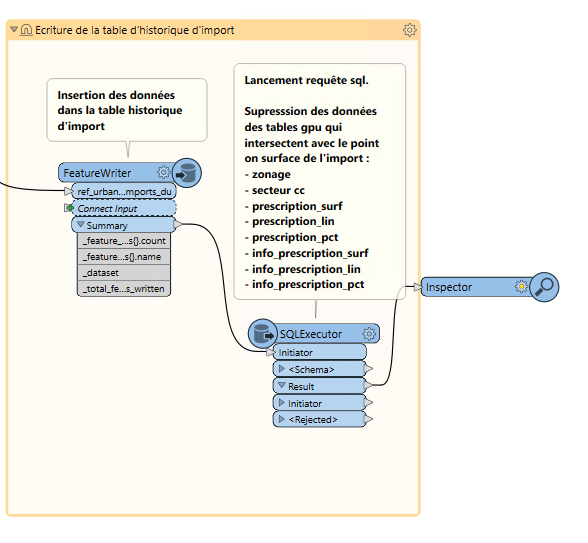 Ecriture de la table d'historique d'import
Insertion des données
dans la table historique
d'import
FeatureWriter
ref_urban...mports_du
Connect Input
Summary
_feature_...s{}.count
_feature...s{}.name
_dataset
_total_fe...s_written
Lancement requête sql.
Supresssion des données
des tables gpu qui
intersectent avec le point
on surface de l'import :
- zonage
- secteur cc
- prescription_surf
- prescription_lin
- prescription_pct
- info_prescription_surf
- info_prescription_lin
- info_prescription_pct
SQLExecutor
Initiator
<Schema>
Result
Initiator
<Rejected>
Inspector